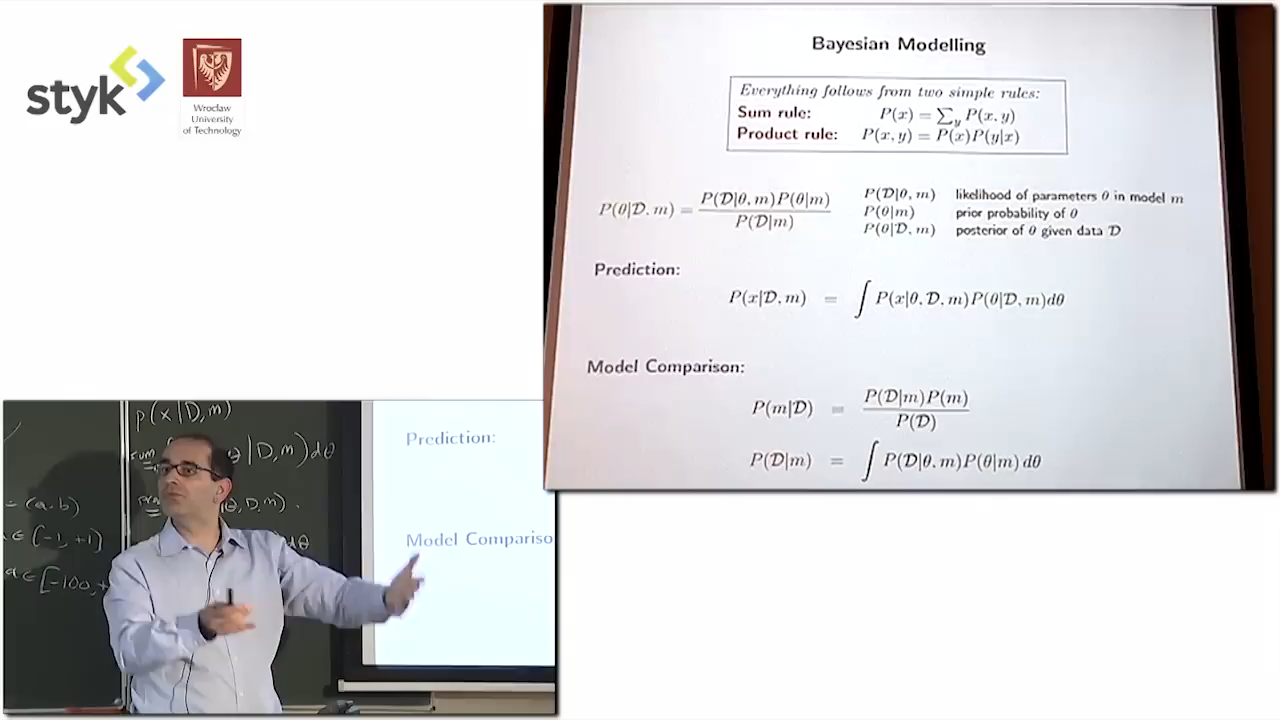 styk
Wrocław
University
of Technology
Bayesian Modelling
Everything follows from two simple rules:
Sum rule: P(x) = ∑_y P(x, y)
Product rule: P(x, y) = P(x)P(y|x)
P(θ|𝒟, m) = P(𝒟|θ, m)P(θ|m) / P(𝒟|m)
P(𝒟|θ, m) likelihood of parameters θ in model m
P(θ|m) prior probability of θ
P(θ|𝒟, m) posterior of θ given data 𝒟
Prediction:
P(x|𝒟, m) = ∫ P(x|θ, 𝒟, m)P(θ|𝒟, m)dθ
Model Comparison:
P(m|𝒟) = P(𝒟|m)P(m) / P(𝒟)
P(𝒟|m) = ∫ P(𝒟|θ, m)P(θ|m) dθ
p(x|D,m)
sum θ|D,m)dθ
θ,D,m)
dθ
= (a.b)
∈ [-1, +1]
a ∈ [-100, +
Prediction:
Model Compariso